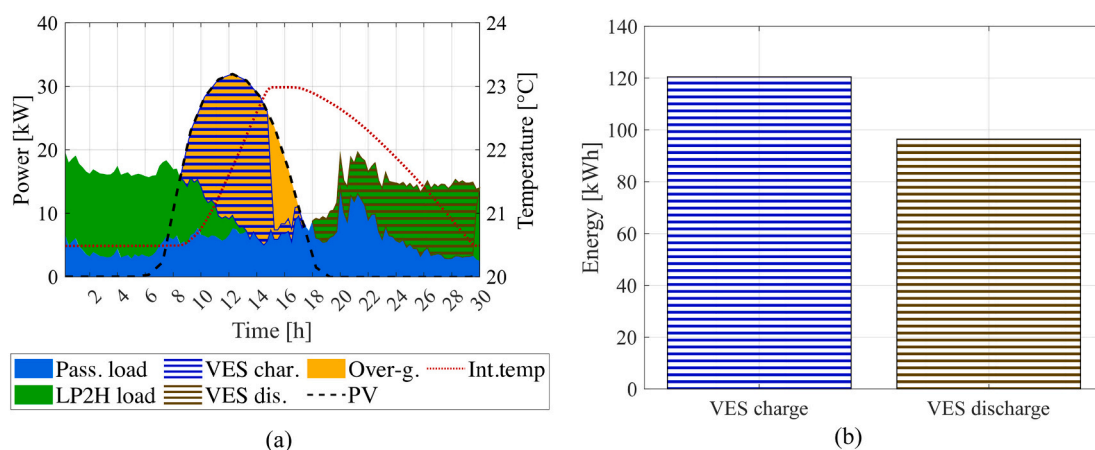 40
30
20
10
0
Power [kW]
24
23
22
21
20
Temperature [°C]
2 4 6 8 10 12 14 16 18 20 22 24 26 28 30
Time [h]
Pass. load VES char. Over-g. Int.temp
LP2H load VES dis. PV
(a)
140
120
100
80
60
40
20
0
Energy [kWh]
VES charge VES discharge
(b)